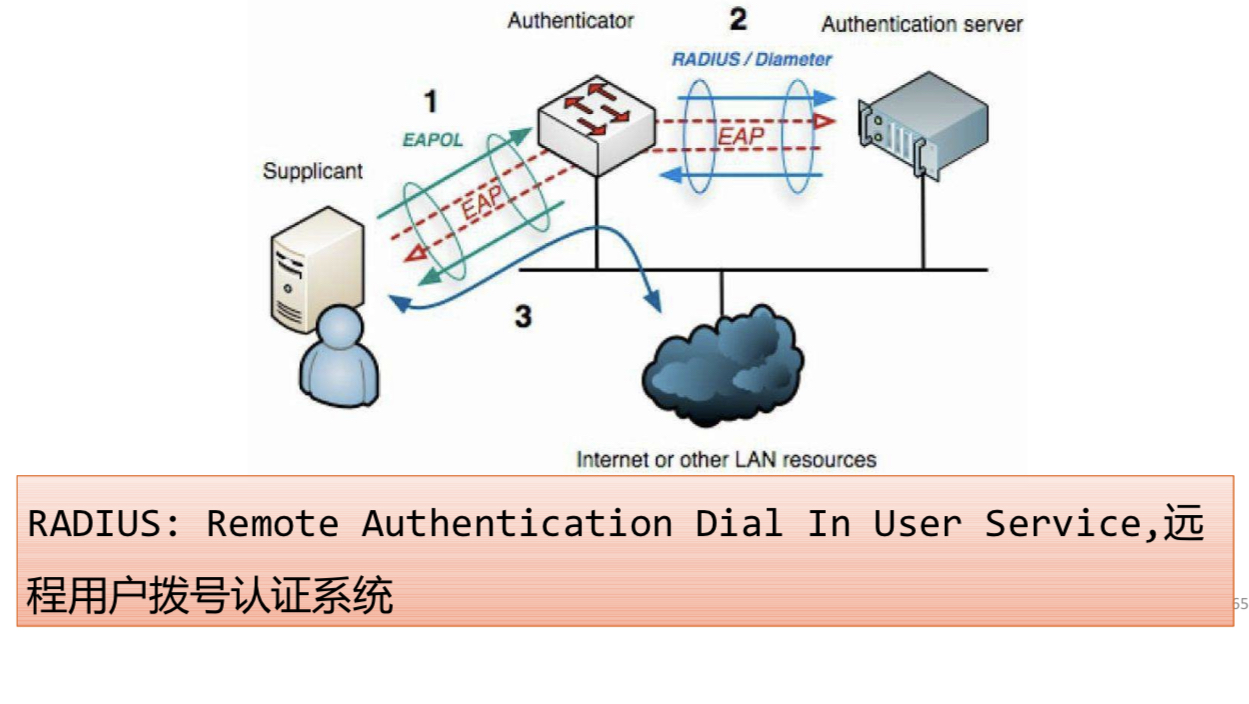 Authenticator
2
Authentication server
RADIUS / Diameter
1
EAPOL
EAP
Supplicant
EAP
3
Internet or other LAN resources
RADIUS: Remote Authentication Dial In User Service,远
程用户拨号认证系统
65